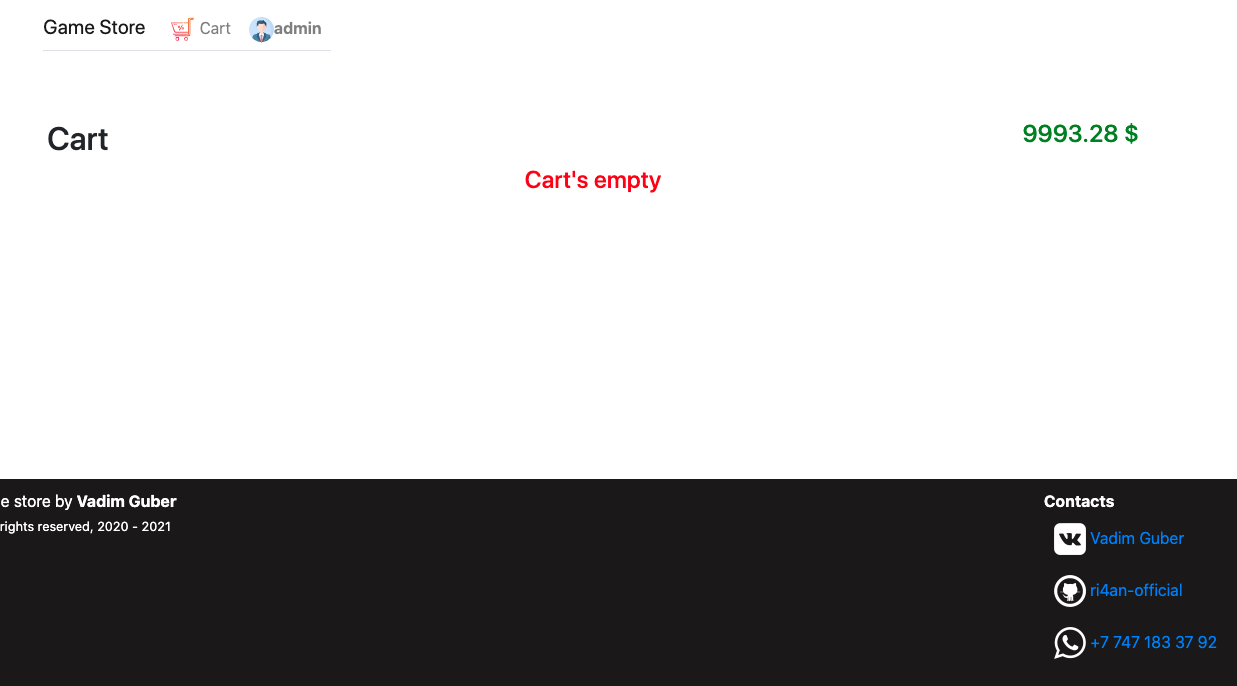 Game Store Cart admin
Cart 9993.28 $
Cart's empty
e store by Vadim Guber
rights reserved, 2020 - 2021
Contacts
Vadim Guber
ri4an-official
+7 747 183 37 92